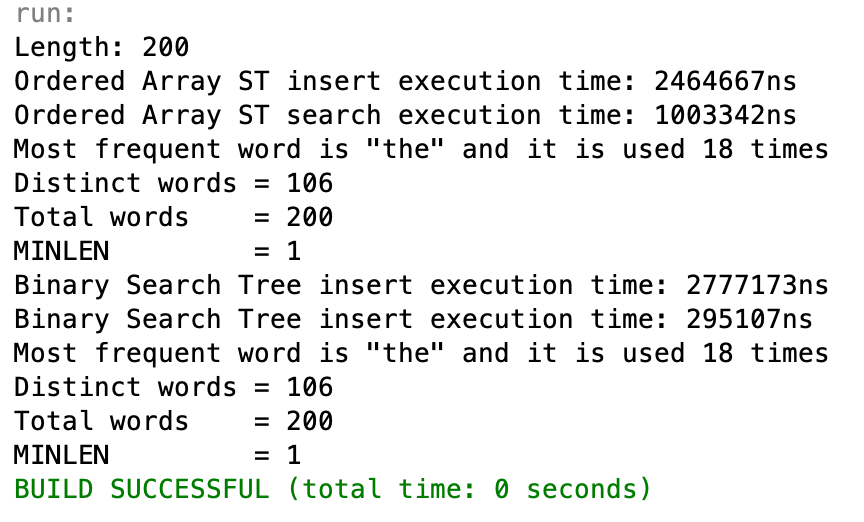 run:
Length: 200
Ordered Array ST insert execution time: 2464667ns
Ordered Array ST search execution time: 1003342ns
Most frequent word is "the" and it is used 18 times
Distinct words = 106
Total words    = 200
MINLEN         = 1
Binary Search Tree insert execution time: 2777173ns
Binary Search Tree insert execution time: 295107ns
Most frequent word is "the" and it is used 18 times
Distinct words = 106
Total words    = 200
MINLEN         = 1
BUILD SUCCESSFUL (total time: 0 seconds)